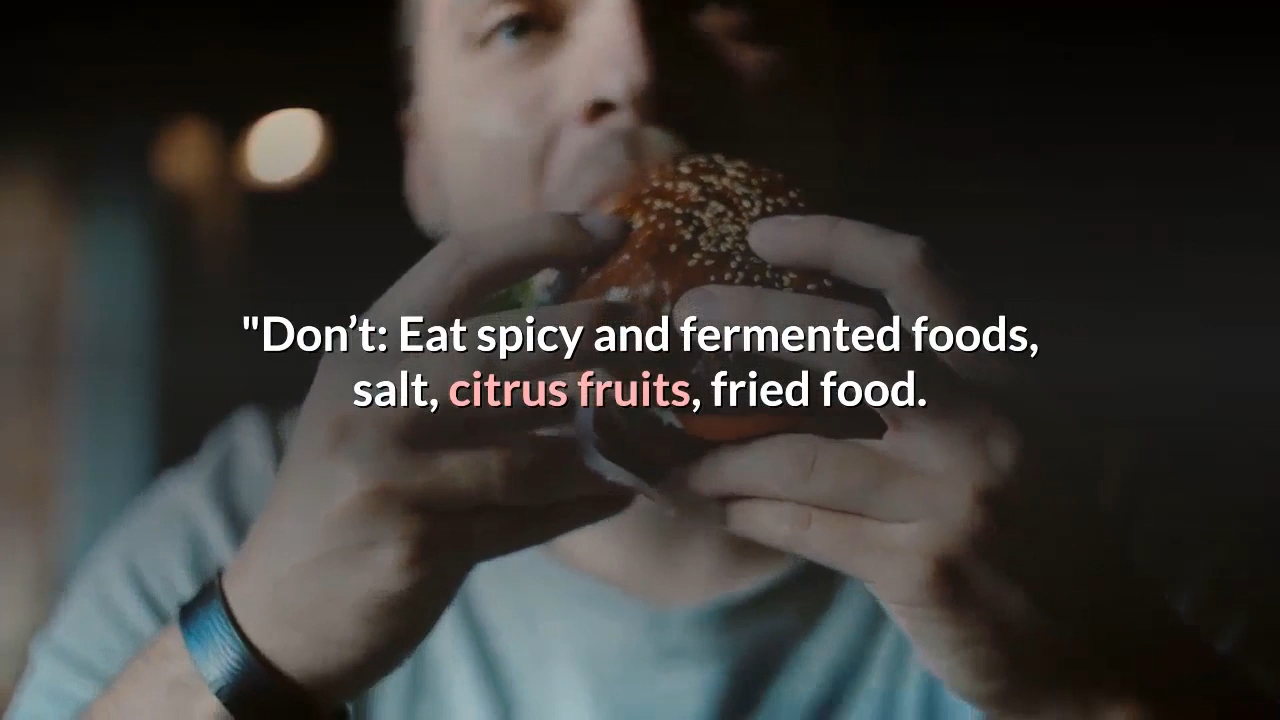 "Don’t: Eat spicy and fermented foods,
salt, citrus fruits, fried food.